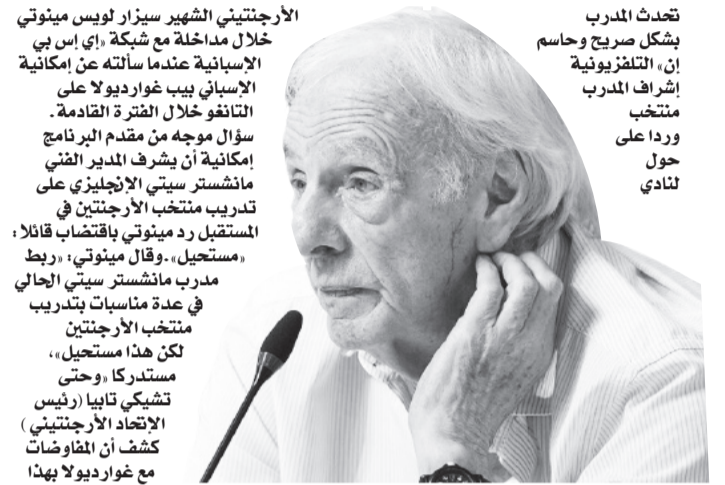 تحدث المدرب الأرجنتيني الشهير سيزار لويس مينوتي
بشكل صريح وحاسم خلال مداخلة مع شبكة «إي إس بي
إن» التلفزيونية الإسبانية عندما سألته عن إمكانية
إشراف المدرب الإسباني بيب غوارديولا على
منتخب التانغو خلال الفترة القادمة.
وردا على سؤال موجه من مقدم البرنامج
حول إمكانية أن يشرف المدير الفني
لنادي مانشستر سيتي الإنجليزي على
تدريب منتخب الأرجنتين في
المستقبل رد مينوتي باقتضاب قائلا:
«مستحيل».وقال مينوتي: «ربط
مدرب مانشستر سيتي الحالي
في عدة مناسبات بتدريب
منتخب الأرجنتين
لكن هذا مستحيل»،
مستدركا «وحتى
تشيكي تابيا (رئيس
الإتحاد الأرجنتيني)
كشف أن المفاوضات
مع غوارديولا بهذا